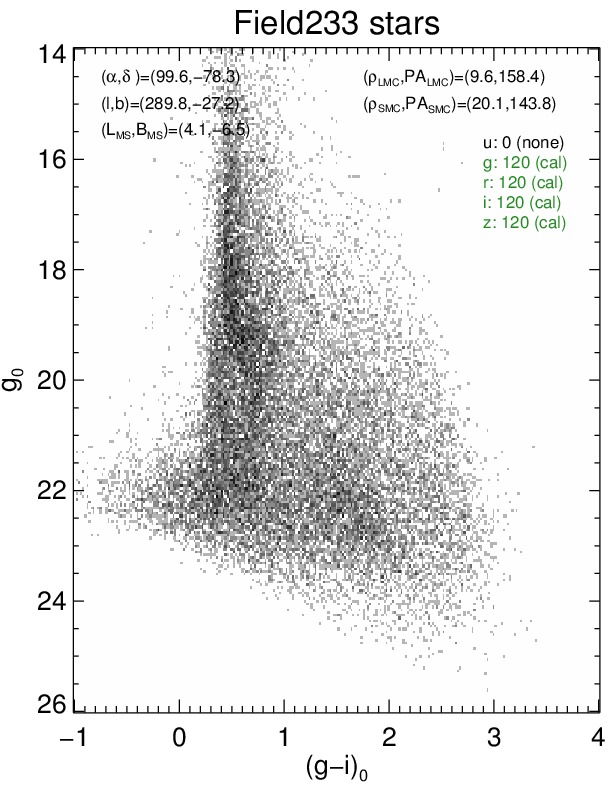 Field233 stars
(α,δ )=(99.6,−78.3)
(ρLMC,PALMC)=(9.6,158.4)
(l,b)=(289.8,−27.2)
(ρSMC,PASMC)=(20.1,143.8)
(LMS,BMS)=(4.1,−6.5)
u: 0 (none)
g: 120 (cal)
r: 120 (cal)
i: 120 (cal)
z: 120 (cal)
14
16
18
20
22
24
26
g0
−1 0 1 2 3 4
(g−i)0